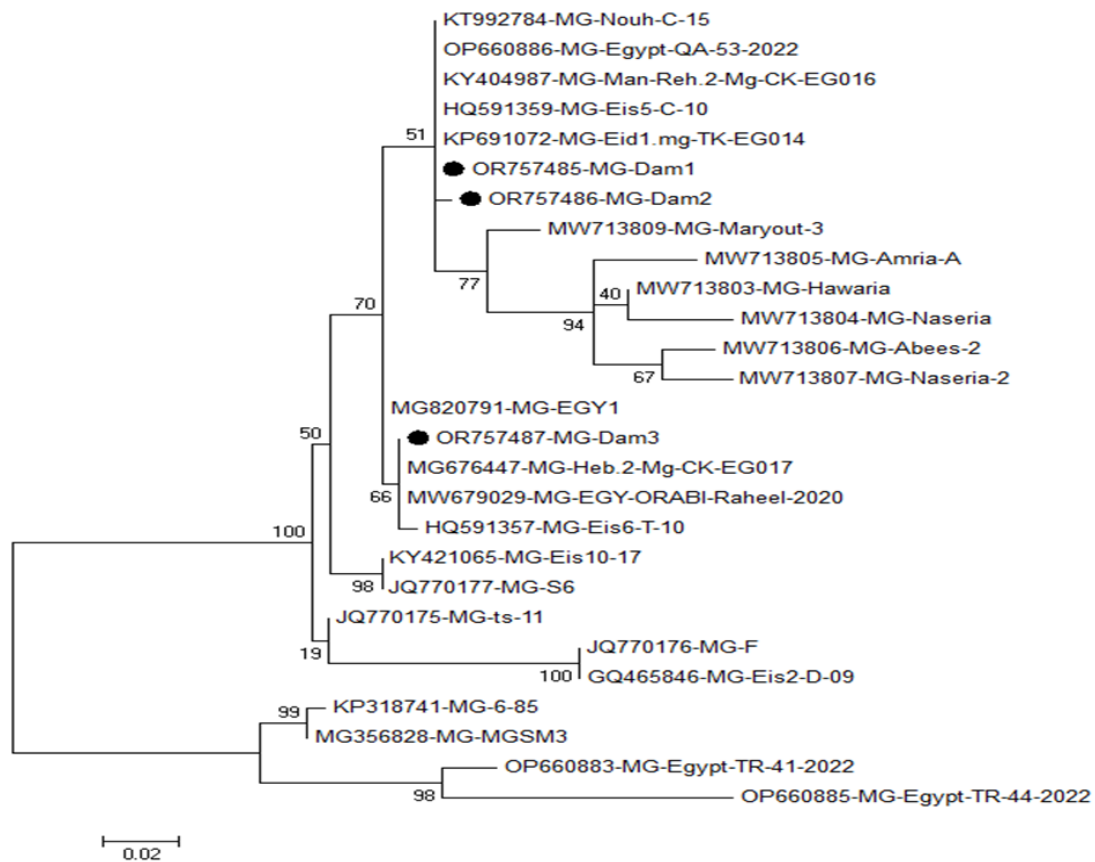 KT992784-MG-Nouh-C-15
OP660886-MG-Egypt-QA-53-2022
KY404987-MG-Man-Reh.2-Mg-CK-EG016
HQ591359-MG-Eis5-C-10
51
KP691072-MG-Eid1.mg-TK-EG014
OR757485-MG-Dam1
OR757486-MG-Dam2
MW713809-MG-Maryout-3
MW713805-MG-Amria-A
77
40
MW713803-MG-Hawaria
70
MW713804-MG-Naseria
94
MW713806-MG-Abees-2
67
MW713807-MG-Naseria-2
MG820791-MG-EGY1
50
OR757487-MG-Dam3
MG676447-MG-Heb.2-Mg-CK-EG017
66
MW679029-MG-EGY-ORABI-Raheel-2020
HQ591357-MG-Eis6-T-10
100
KY421065-MG-Eis10-17
98
JQ770177-MG-S6
JQ770175-MG-ts-11
19
JQ770176-MG-F
100
GQ465846-MG-Eis2-D-09
99
KP318741-MG-6-85
MG356828-MG-MGSM3
OP660883-MG-Egypt-TR-41-2022
98
OP660885-MG-Egypt-TR-44-2022
0.02